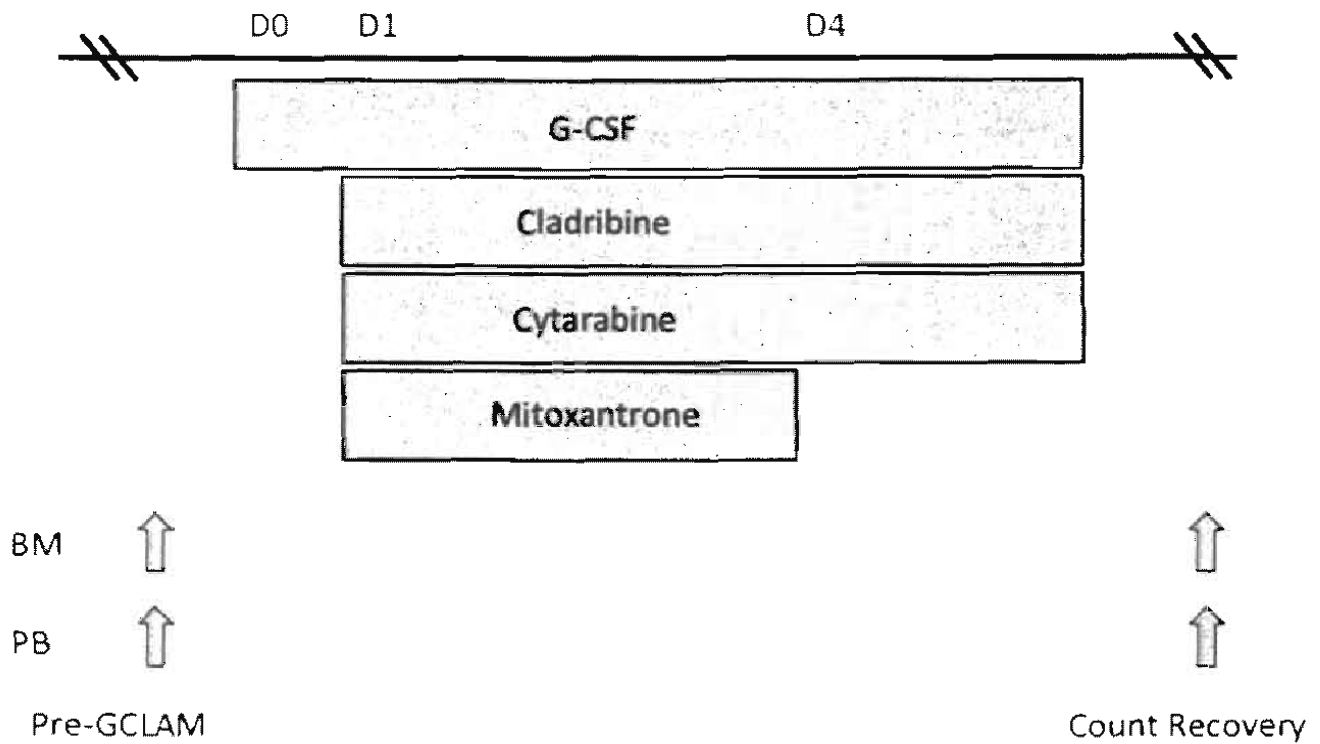 D0 D1 D4
G-CSF
Cladribine
Cytarabine
Mitoxantrone
BM
PB
Pre-GCLAM Count Recovery